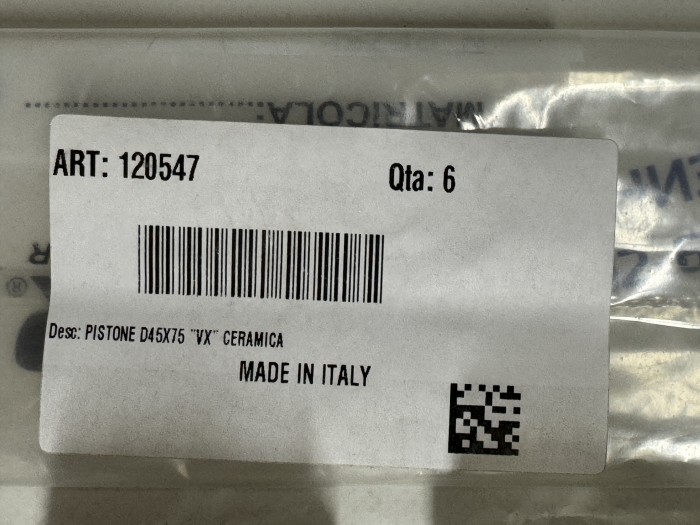 MATRICOLA:
ART: 120547
Qta: 6
®
Desc: PISTONE D45X75 "VX" CERAMICA
MADE IN ITALY